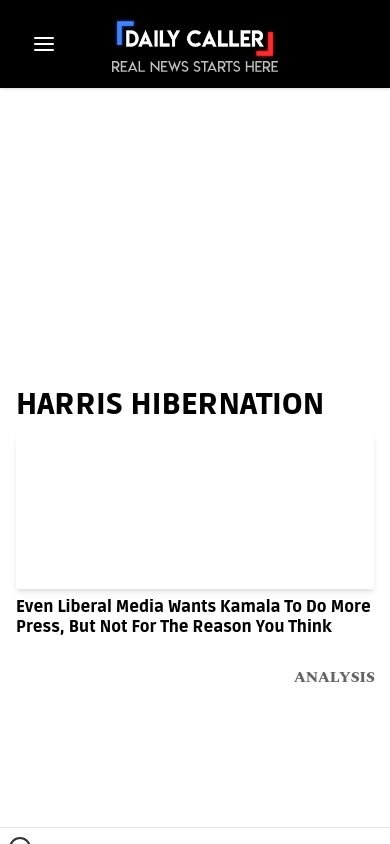 DAILY CALLER
REAL NEWS STARTS HERE
HARRIS HIBERNATION
Even Liberal Media Wants Kamala To Do More
Press, But Not For The Reason You Think
ANALYSIS